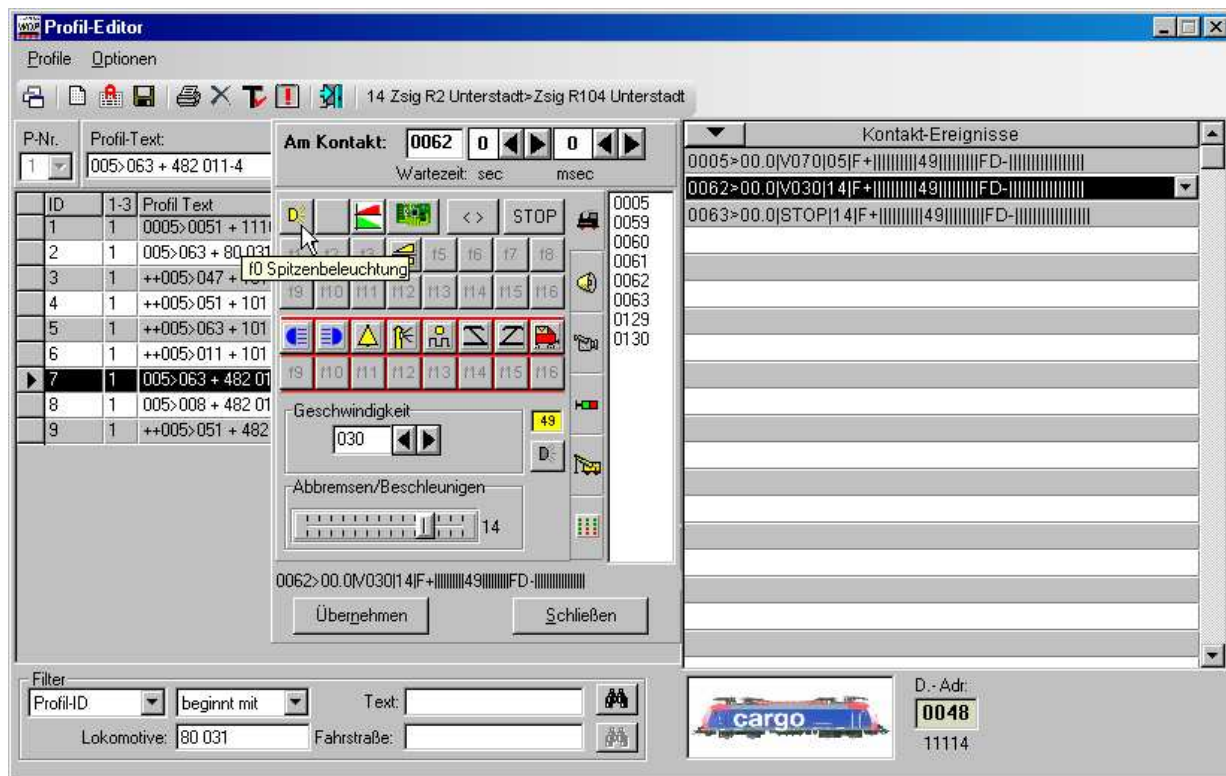 Profil-Editor
Profile Optionen
14 Zsig R2 Unterstadt>Zsig R104 Unterstadt
P-Nr. Profil-Text:
1 005>063 + 482 011-4
ID 1-3 Profil Text
1 1 0005>0051 + 111
2 1 005>063 + 80 031
3 1 ++005>047 +
4 1 ++005>051 + 101
5 1 ++005>063 + 101
6 1 ++005>011 + 101
7 1 005>063 + 482 01
8 1 005>008 + 482 01
9 1 ++005>051 + 482
Am Kontakt: 0062 0 0
Wartezeit: sec msec
D < > STOP
f5 f6 f7 f8
f0 Spitzenbeleuchtung
f9 f10 f11 f12 f13 f14 f15 f16
f9 f10 f11 f12 f13 f14 f15 f16
Geschwindigkeit
030
49
D
Abbremsen/Beschleunigen
14
0005
0059
0060
0061
0062
0063
0129
0130
0062>00.0|V030|14|F+||||||||||49|||||||||FD-||||||||||||||||
Übernehmen Schließen
Kontakt-Ereignisse
0005>00.0|V070|05|F+||||||||||49|||||||||FD-||||||||||||||||
0062>00.0|V030|14|F+||||||||||49|||||||||FD-||||||||||||||||
0063>00.0|STOP|14|F+||||||||||49|||||||||FD-||||||||||||||||
Filter
Profil-ID beginnt mit Text:
Lokomotive: 80 031 Fahrstraße:
cargo
D.- Adr:
0048
11114